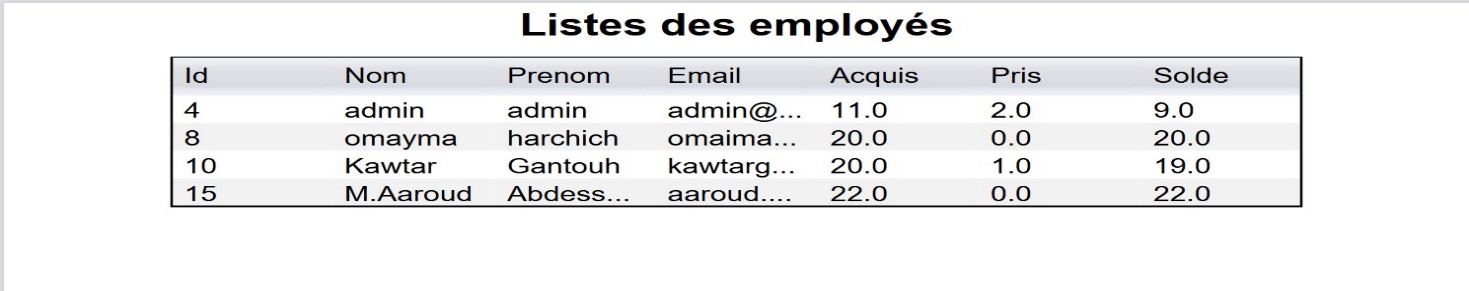 Listes des employés
Id Nom Prenom Email Acquis Pris Solde
4 admin admin admin@... 11.0 2.0 9.0
8 omayma harchich omaima... 20.0 0.0 20.0
10 Kawtar Gantouh kawtarg... 20.0 1.0 19.0
15 M.Aaroud Abdess... aaroud.... 22.0 0.0 22.0